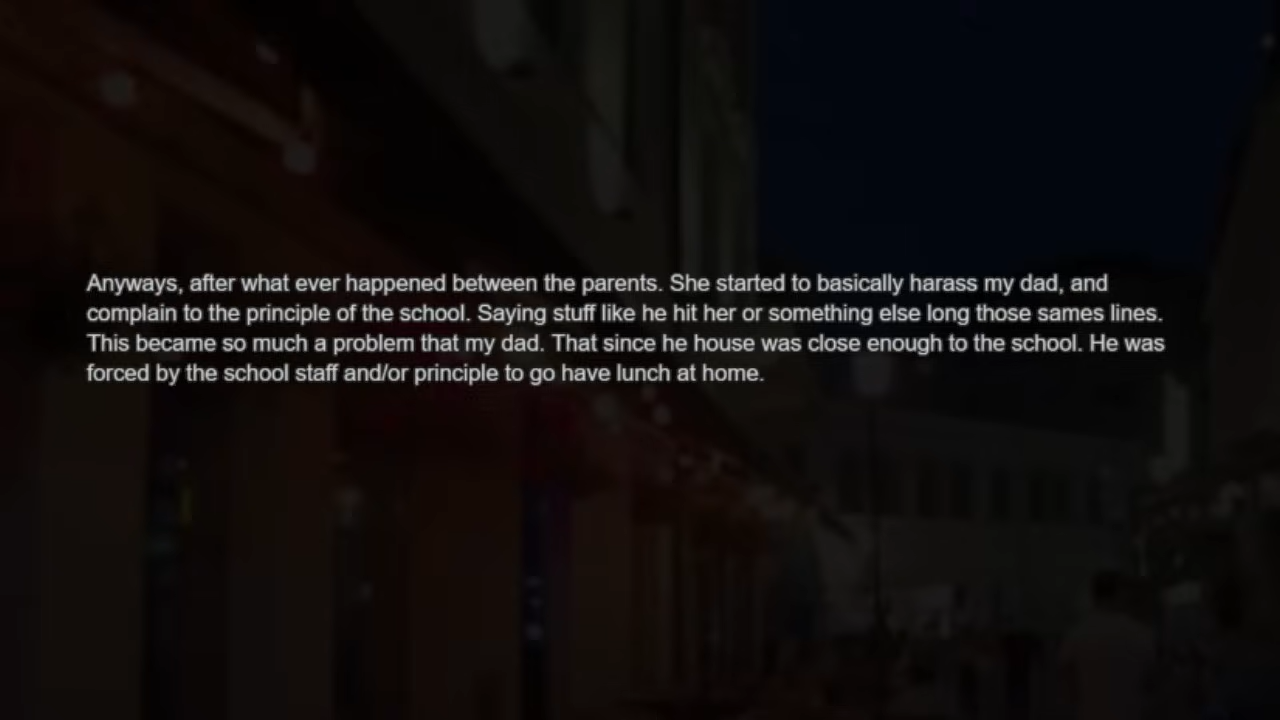 Anyways, after what ever happened between the parents. She started to basically harass my dad, and
complain to the principle of the school. Saying stuff like he hit her or something else long those sames lines.
This became so much a problem that my dad. That since he house was close enough to the school. He was
forced by the school staff and/or principle to go have lunch at home.